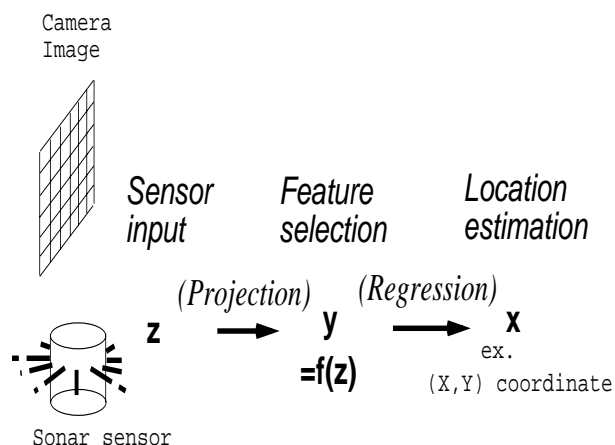 Camera
Image
Sensor
input
Feature
selection
Location
estimation
(Projection)
(Regression)
z
y
=f(z)
x
ex.
(X,Y) coordinate
Sonar sensor